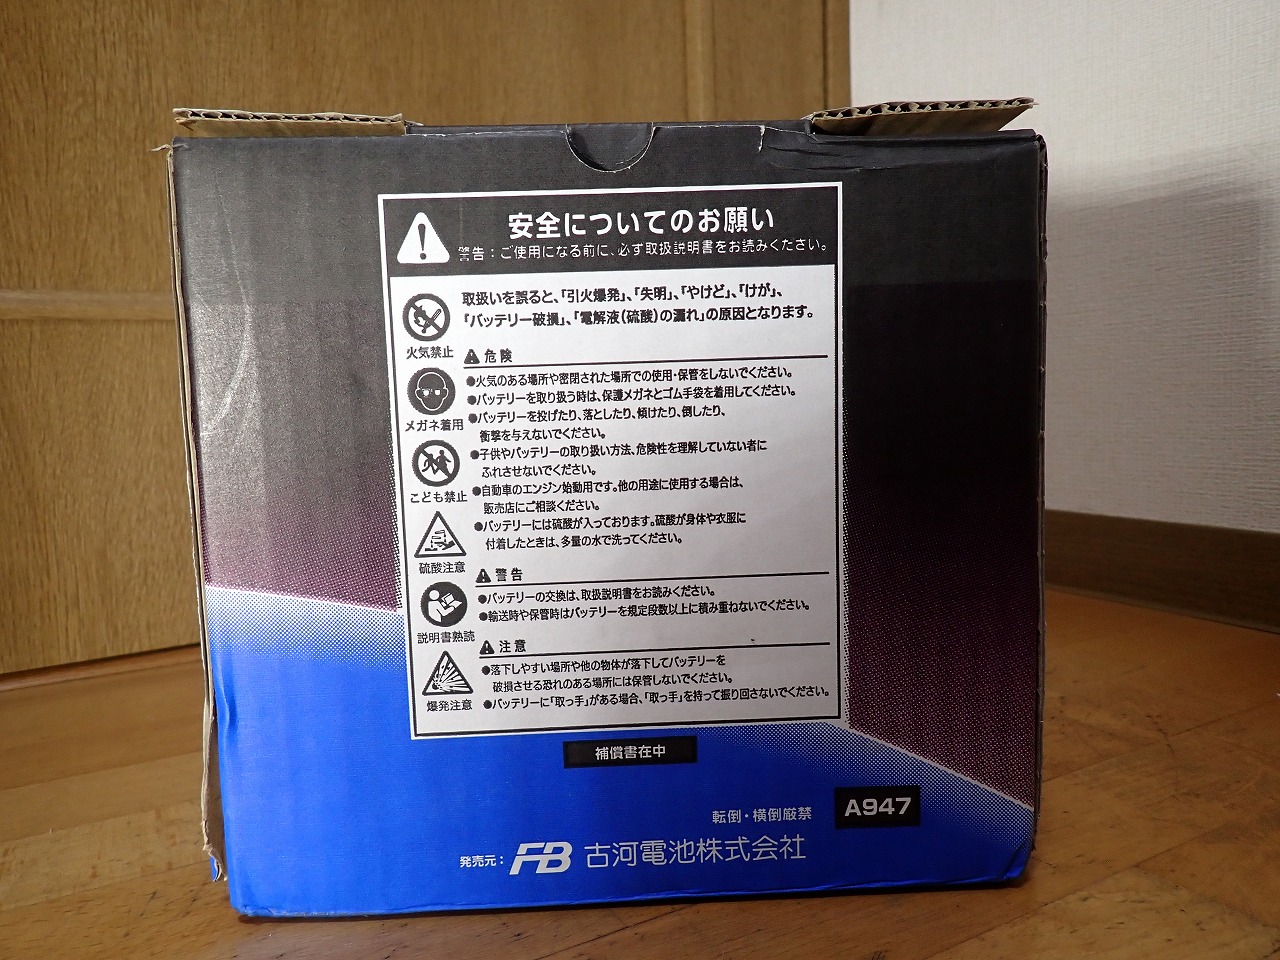 安全についてのお願い
警告：ご使用になる前に、必ず取扱説明書をお読みください。
取扱いを誤ると、「引火爆発」、「失明」、「やけど」、「けが」、
「バッテリー破損」、「電解液(硫酸)の漏れ」の原因となります。
火気禁止
メガネ着用
こども禁止
硫酸注意
説明書熟読
爆発注意
危険
●火気のある場所や密閉された場所での使用・保管をしないでください。
●バッテリーを取り扱う時は、保護メガネとゴム手袋を着用してください。
●バッテリーを投げたり、落としたり、傾けたり、倒したり、
衝撃を与えないでください。
●子供やバッテリーの取り扱い方法、危険性を理解していない者に
ふれさせないでください。
●自動車のエンジン始動用です。他の用途に使用する場合は、
販売店にご相談ください。
●バッテリーには硫酸が入っております。硫酸が身体や衣服に
付着したときは、多量の水で洗ってください。
警告
●バッテリーの交換は、取扱説明書をお読みください。
●輸送時や保管時はバッテリーを規定段数以上に積み重ねないでください。
注意
●落下しやすい場所や他の物体が落下してバッテリーを
破損させる恐れのある場所には保管しないでください。
●バッテリーに「取っ手」がある場合、「取っ手」を持って振り回さないでください。
補償書在中
転倒・横倒厳禁
A947
発売元：FB 古河電池株式会社